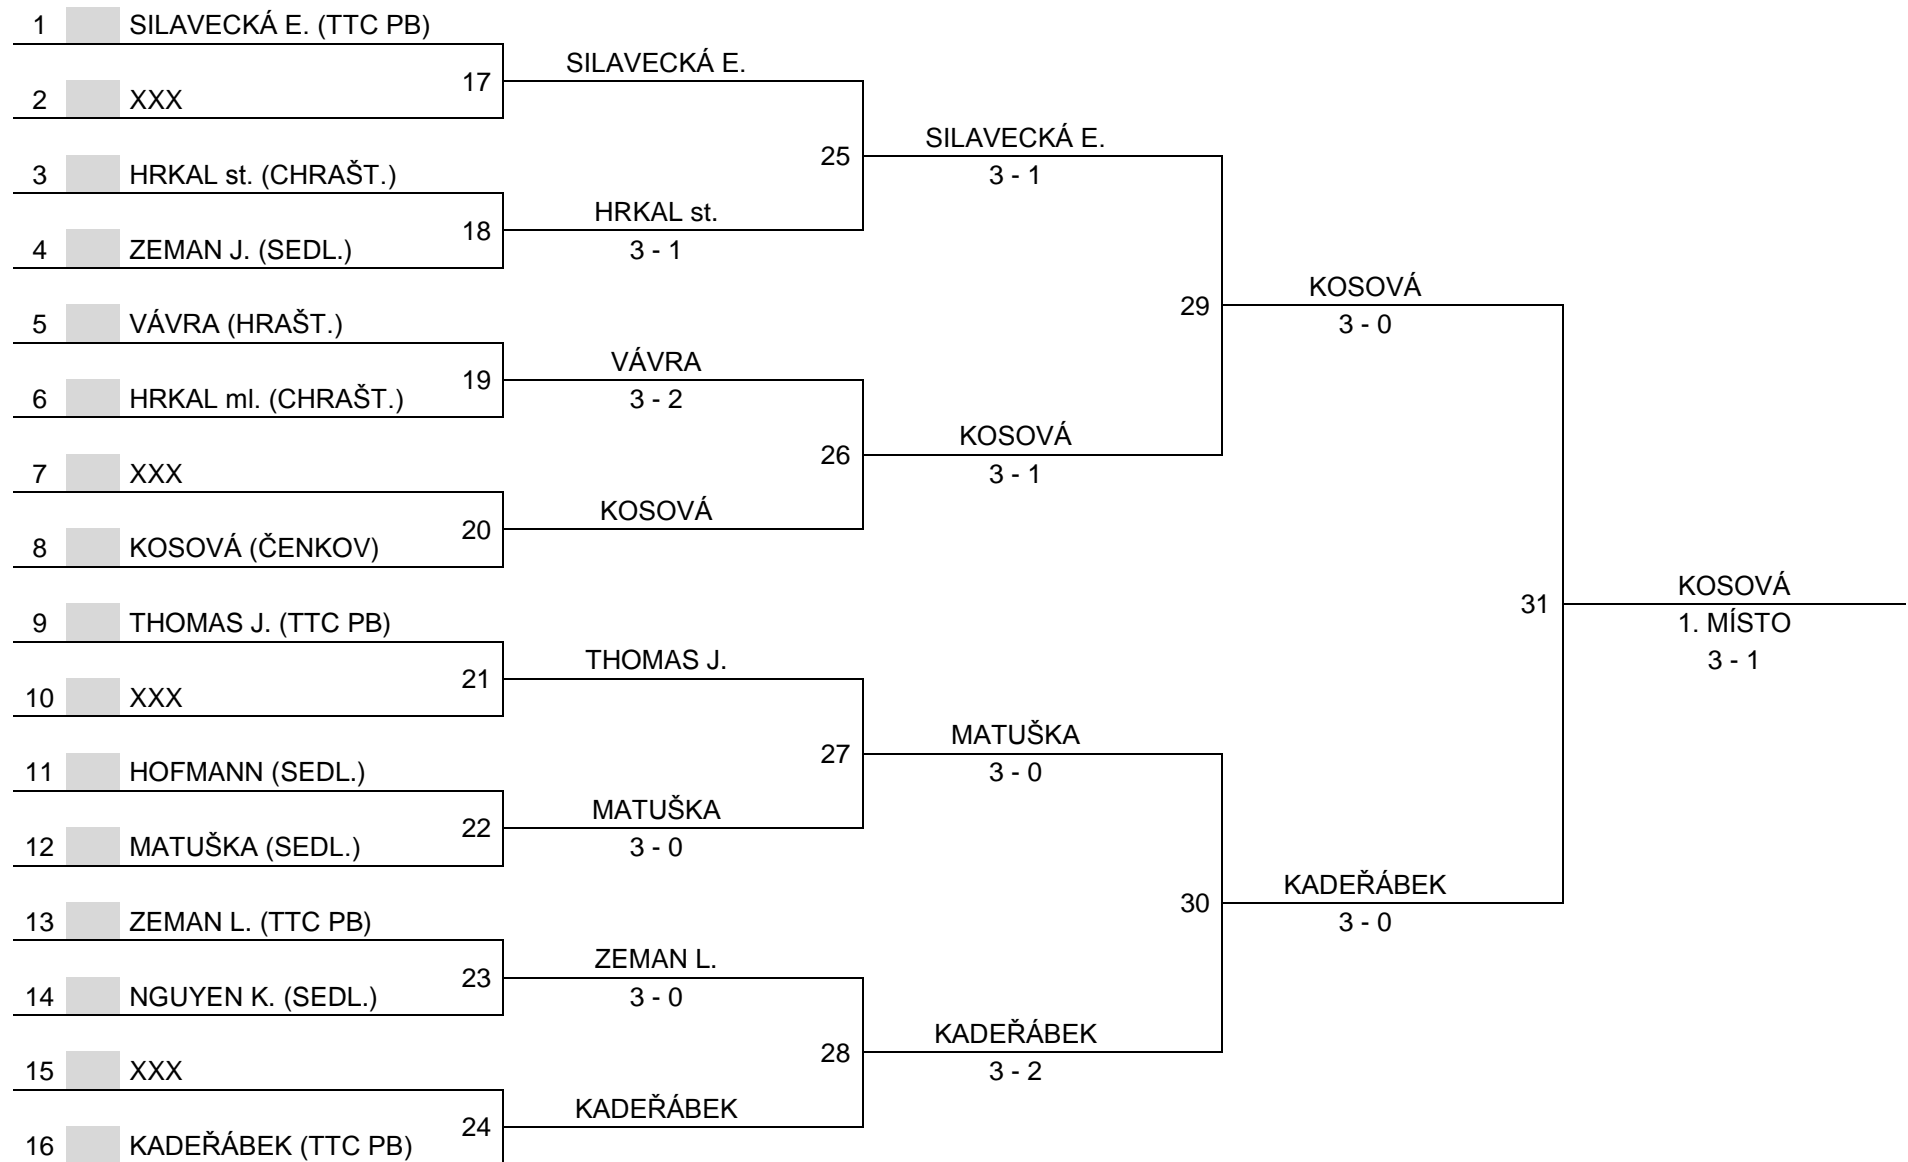 1 SILAVECKÁ E. (TTC PB)
17 SILAVECKÁ E.
2 XXX
25 SILAVECKÁ E.
3 - 1
3 HRKAL st. (CHRAŠT.)
18 HRKAL st.
3 - 1
4 ZEMAN J. (SEDL.)
29 KOSOVÁ
3 - 0
5 VÁVRA (HRAŠT.)
19 VÁVRA
3 - 2
6 HRKAL ml. (CHRAŠT.)
26 KOSOVÁ
3 - 1
7 XXX
20 KOSOVÁ
8 KOSOVÁ (ČENKOV)
31 KOSOVÁ
1. MÍSTO
3 - 1
9 THOMAS J. (TTC PB)
21 THOMAS J.
10 XXX
27 MATUŠKA
3 - 0
11 HOFMANN (SEDL.)
22 MATUŠKA
3 - 0
12 MATUŠKA (SEDL.)
30 KADEŘÁBEK
3 - 0
13 ZEMAN L. (TTC PB)
23 ZEMAN L.
3 - 0
14 NGUYEN K. (SEDL.)
28 KADEŘÁBEK
3 - 2
15 XXX
24 KADEŘÁBEK
16 KADEŘÁBEK (TTC PB)